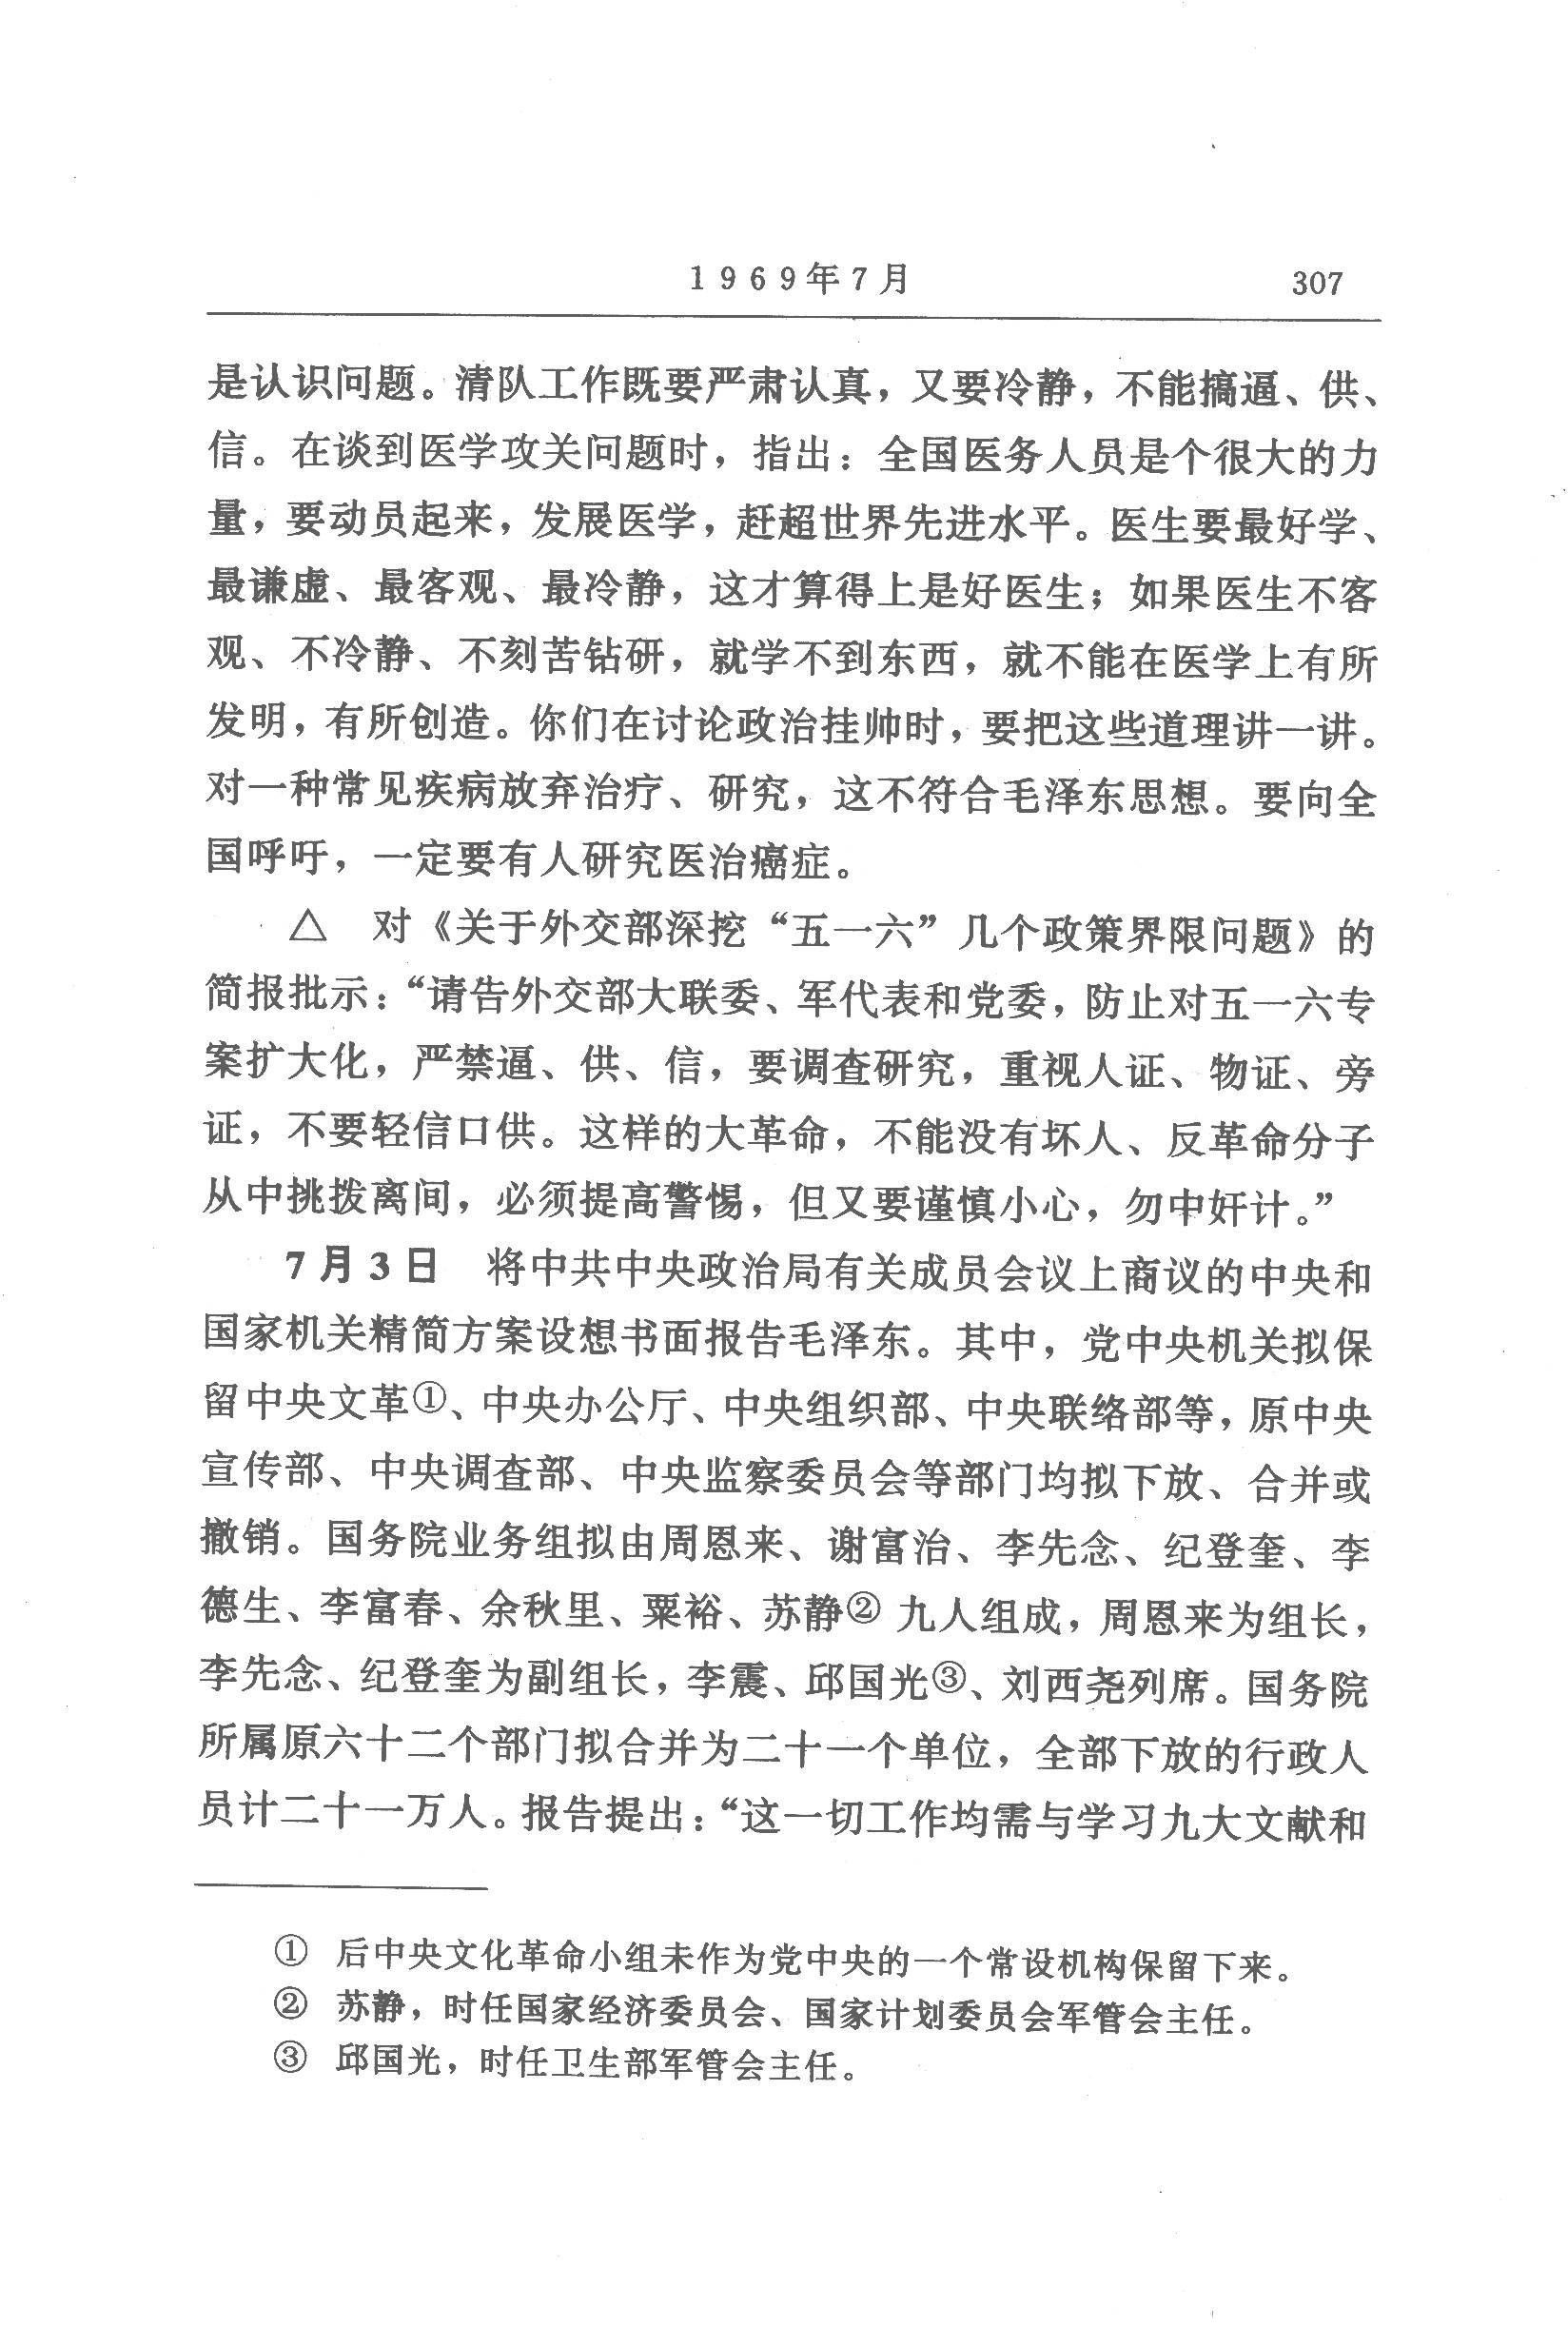 1969年7月 307
是认识问题。清队工作既要严肃认真，又要冷静，不能搞逼、供、
信。在谈到医学攻关问题时，指出：全国医务人员是个很大的力
量，要动员起来，发展医学，赶超世界先进水平。医生要最好学、
最谦虚、最客观、最冷静，这才算得上是好医生；如果医生不客
观、不冷静、不刻苦钻研，就学不到东西，就不能在医学上有所
发明，有所创造。你们在讨论政治挂帅时，要把这些道理讲一讲。
对一种常见疾病放弃治疗、研究，这不符合毛泽东思想。要向全
国呼吁，一定要有人研究医治癌症。
△ 对《关于外交部深挖“五一六”几个政策界限问题》的
简报批示：“请告外交部大联委、军代表和党委，防止对五一六专
案扩大化，严禁逼、供、信，要调查研究，重视人证、物证、旁
证，不要轻信口供。这样的大革命，不能没有坏人、反革命分子
从中挑拨离间，必须提高警惕，但又要谨慎小心，勿中奸计。”
7月3日 将中共中央政治局有关成员会议上商议的中央和
国家机关精简方案设想书面报告毛泽东。其中，党中央机关拟保
留中央文革①、中央办公厅、中央组织部、中央联络部等，原中央
宣传部、中央调查部、中央监察委员会等部门均拟下放、合并或
撤销。国务院业务组拟由周恩来、谢富治、李先念、纪登奎、李
德生、李富春、余秋里、粟裕、苏静②九人组成，周恩来为组长，
李先念、纪登奎为副组长，李震、邱国光③、刘西尧列席。国务院
所属原六十二个部门拟合并为二十一个单位，全部下放的行政人
员计二十一万人。报告提出：“这一切工作均需与学习九大文献和
① 后中央文化革命小组未作为党中央的一个常设机构保留下来。
② 苏静，时任国家经济委员会、国家计划委员会军管会主任。
③ 邱国光，时任卫生部军管会主任。